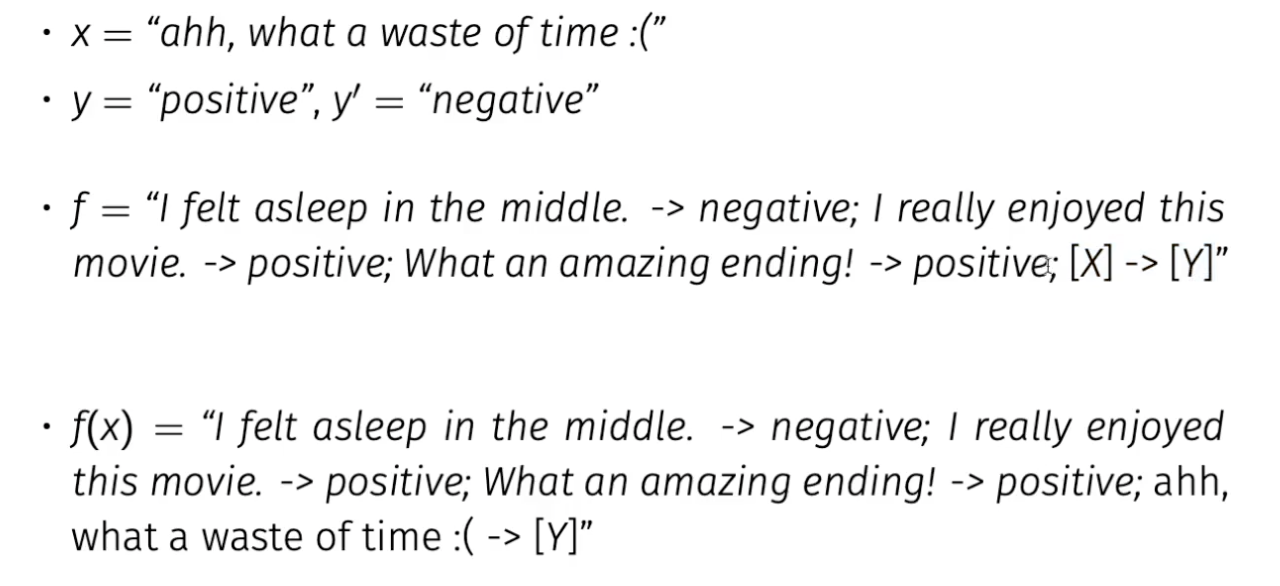 • x = “ahh, what a waste of time :(”
• y = “positive”, y′ = “negative”
• f = “I felt asleep in the middle. -> negative; I really enjoyed this
movie. -> positive; What an amazing ending! -> positive; [X] -> [Y]”
• f(x) = “I felt asleep in the middle. -> negative; I really enjoyed
this movie. -> positive; What an amazing ending! -> positive; ahh,
what a waste of time :( -> [Y]”